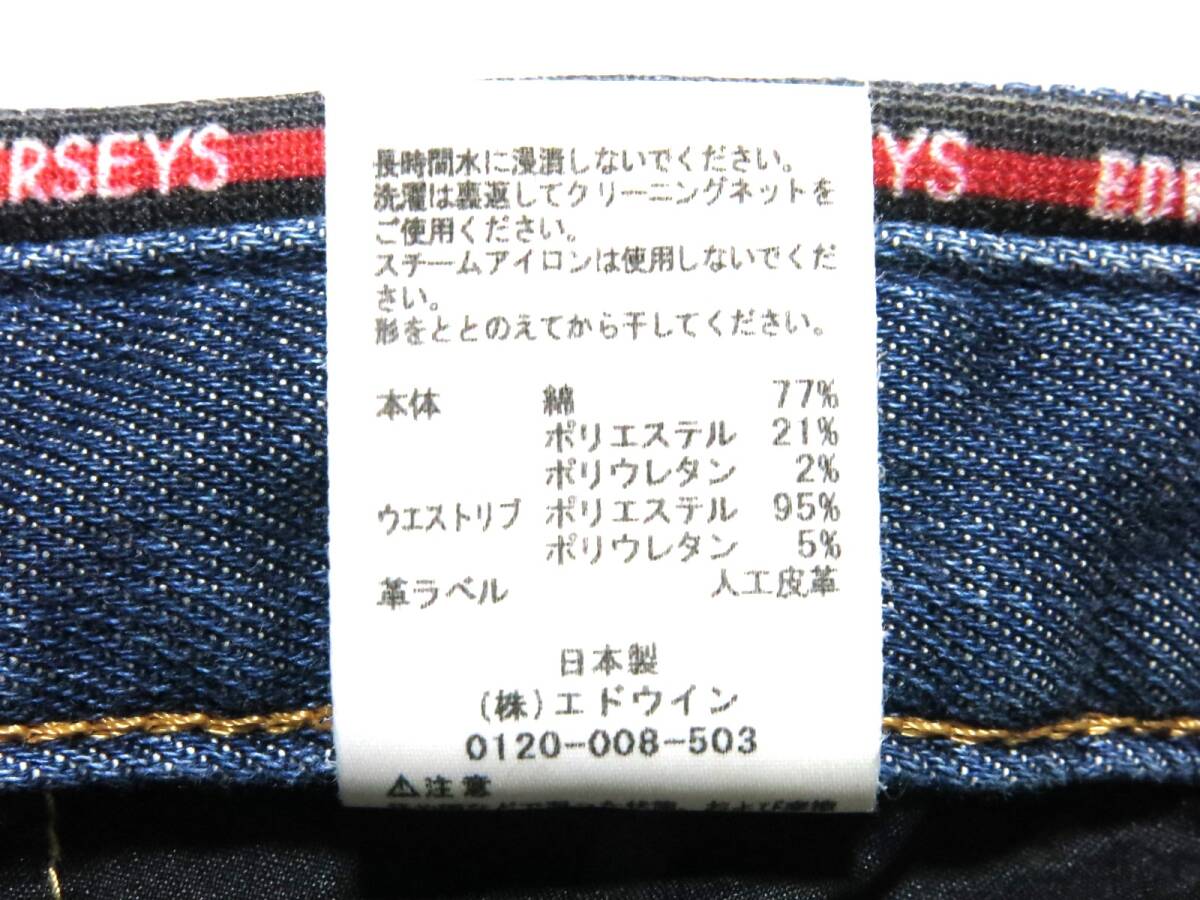 ERSEYS
YS
EDW
長時間水に浸漬しないでください。
洗濯は裏返してクリーニングネットを
ご使用ください。
スチームアイロンは使用しないでくだ
さい。
形をととのえてから干してください。
本体 綿 77%
ポリエステル 21%
ポリウレタン 2%
ウエストリブ ポリエステル 95%
ポリウレタン 5%
革ラベル 人工皮革
日本製
(株)エドウイン
0120-008-503
⚠注意